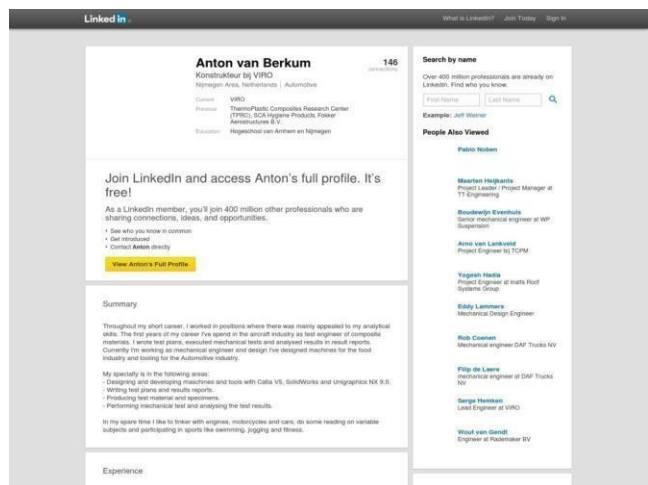 Linked in
What is LinkedIn? Join Today Sign In
Anton van Berkum
146
connections
Konstrukteur bij VIRO
Nijmegen Area, Netherlands | Automotive
Current VIRO
Previous ThermoPlastic Composites Research Center
(TPRC), SCA Hygiene Products, Fokker
Aerostructures B.V.
Education Hogeschool van Arnhem en Nijmegen
Join LinkedIn and access Anton's full profile. It's
free!
As a LinkedIn member, you'll join 400 million other professionals who are
sharing connections, ideas, and opportunities.
• See who you know in common
• Get introduced
• Contact Anton directly
View Anton's Full Profile
Summary
Throughout my short career, I worked in positions where there was mainly appealed to my analytical
skills. The first years of my career I've spend in the aircraft industry as test engineer of composite
materials. I wrote test plans, executed mechanical tests and analysed results in result reports.
Currently I'm working as mechanical engineer and design I've designed machines for the food
industry and tooling for the Automotive industry.
My specialty is in the following areas:
- Designing and developing maschines and tools with Catia V5, SolidWorks and Unigraphics NX 9.5.
- Writing test plans and results reports.
- Producing test material and specimens.
- Performing mechanical test and analysing the test results.
In my spare time I like to tinker with engines, motorcycles and cars, do some reading on variable
subjects and participating in sports like swimming, jogging and fitness.
Experience
Search by name
Over 400 million professionals are already on
LinkedIn. Find who you know.
First Name Last Name
Example: Jeff Weiner
People Also Viewed
Pablo Noben
Maarten Heijkants
Project Leader / Project Manager at
TT-Engineering
Boudewijn Evenhuis
Senior mechanical engineer at WP
Suspension
Arno van Lankveld
Project Engineer bij TCPM
Yogesh Hadia
Project Engineer at Inalfa Roof
Systems Group
Eddy Lammers
Mechanical Design Engineer
Rob Coenen
Mechanical engineer DAF Trucks NV
Filip de Laere
mechanical engineer at DAF Trucks
NV
Serge Hemken
Lead Engineer at VIRO
Wout van Gendt
Engineer at Rademaker BV